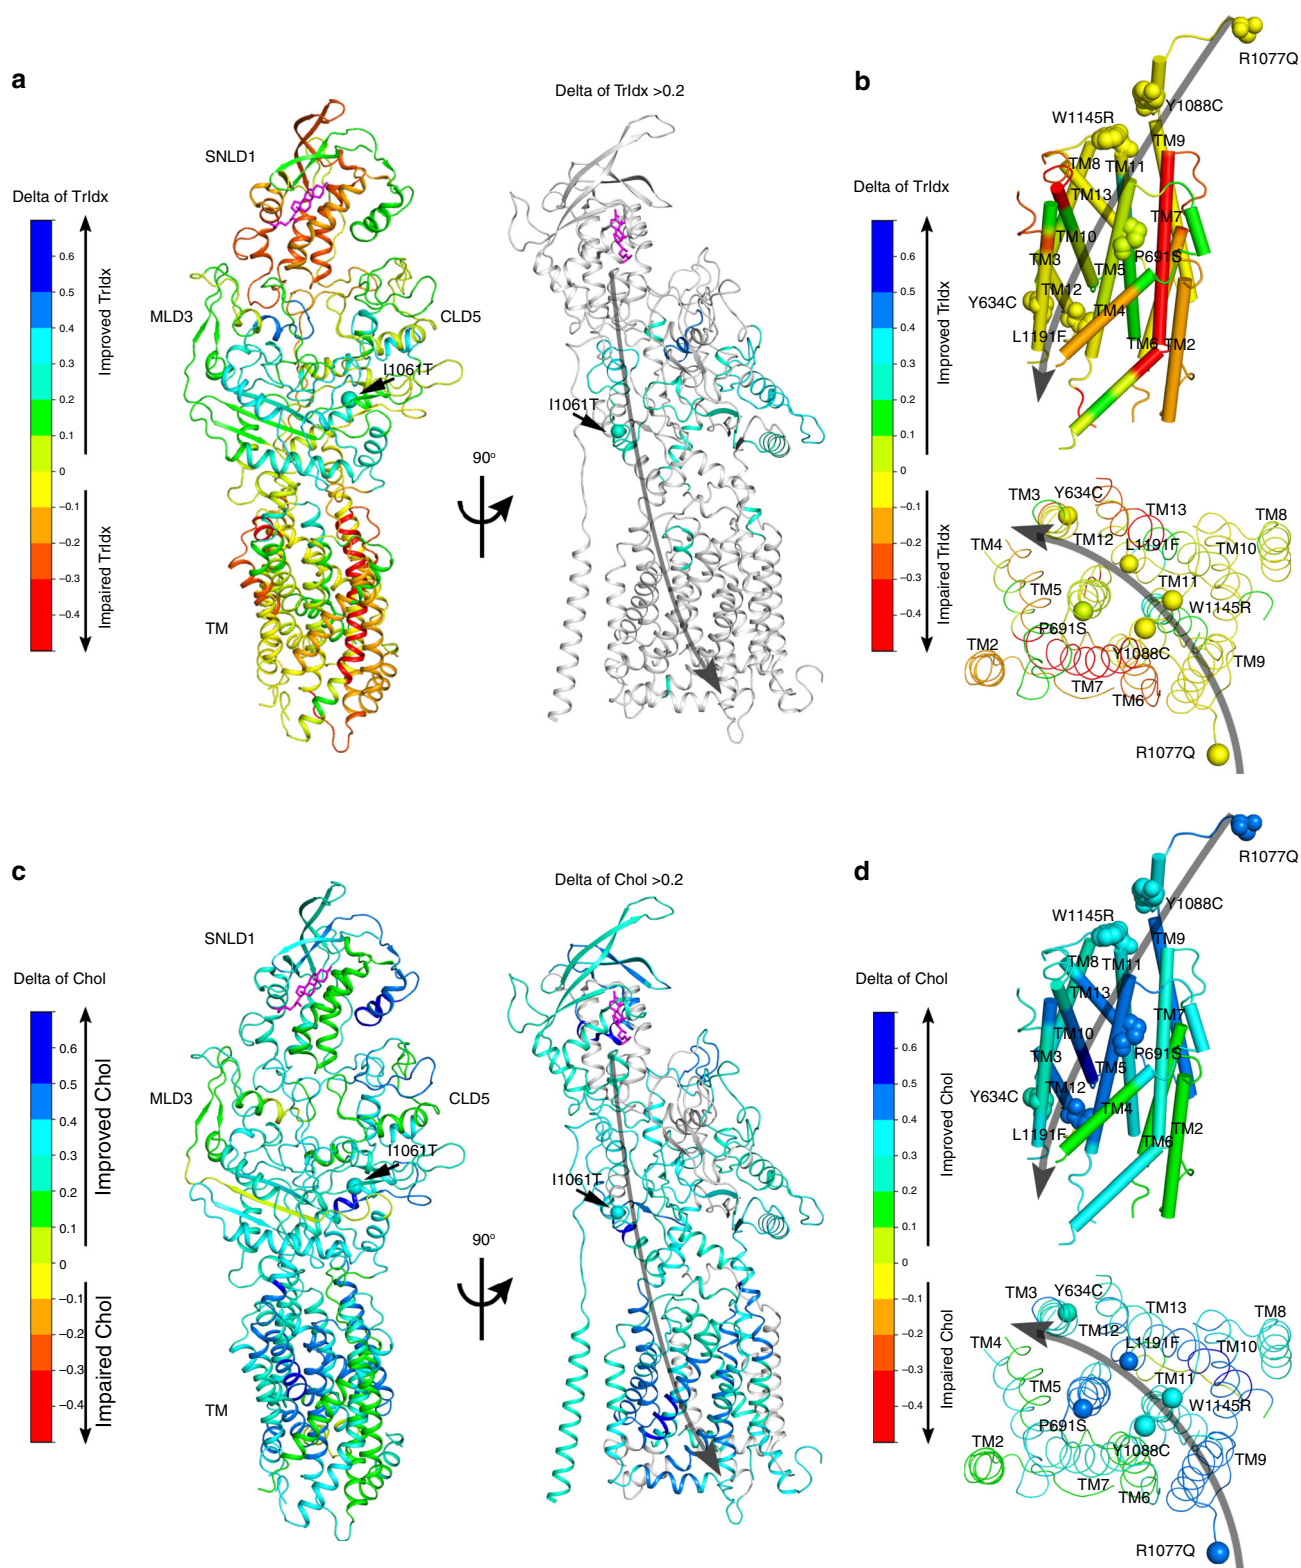 a
Delta of TrIdx >0.2
SNLD1
Delta of TrIdx
0.6
0.5
0.4
0.3
0.2
0.1
0
−0.1
−0.2
−0.3
−0.4
Improved TrIdx
Impaired TrIdx
MLD3
CLD5
I1061T
TM
90°
I1061T
b
R1077Q
Y1088C
W1145R
TM9
TM8
TM11
TM13
TM7
TM10
P691S
TM3
TM5
TM12
Y634C
TM4
L1191F
TM6
TM2
Delta of TrIdx
0.6
0.5
0.4
0.3
0.2
0.1
0
−0.1
−0.2
−0.3
−0.4
Improved TrIdx
Impaired TrIdx
TM3
Y634C
TM13
TM8
TM4
TM12
L1191F
TM10
TM5
TM11
W1145R
P691S
TM2
Y1088C
TM9
TM7
TM6
R1077Q
c
Delta of Chol >0.2
SNLD1
Delta of Chol
0.6
0.5
0.4
0.3
0.2
0.1
0
−0.1
−0.2
−0.3
−0.4
Improved Chol
Impaired Chol
MLD3
CLD5
I1061T
TM
90°
I1061T
d
R1077Q
Y1088C
W1145R
TM9
TM8
TM11
TM13
TM7
TM10
P691S
TM3
TM5
TM12
Y634C
TM4
L1191F
TM6
TM2
Delta of Chol
0.6
0.5
0.4
0.3
0.2
0.1
0
−0.1
−0.2
−0.3
−0.4
Improved Chol
Impaired Chol
TM3
Y634C
TM13
TM8
TM4
TM12
L1191F
TM10
TM5
TM11
W1145R
P691S
TM2
Y1088C
TM9
TM7
TM6
R1077Q